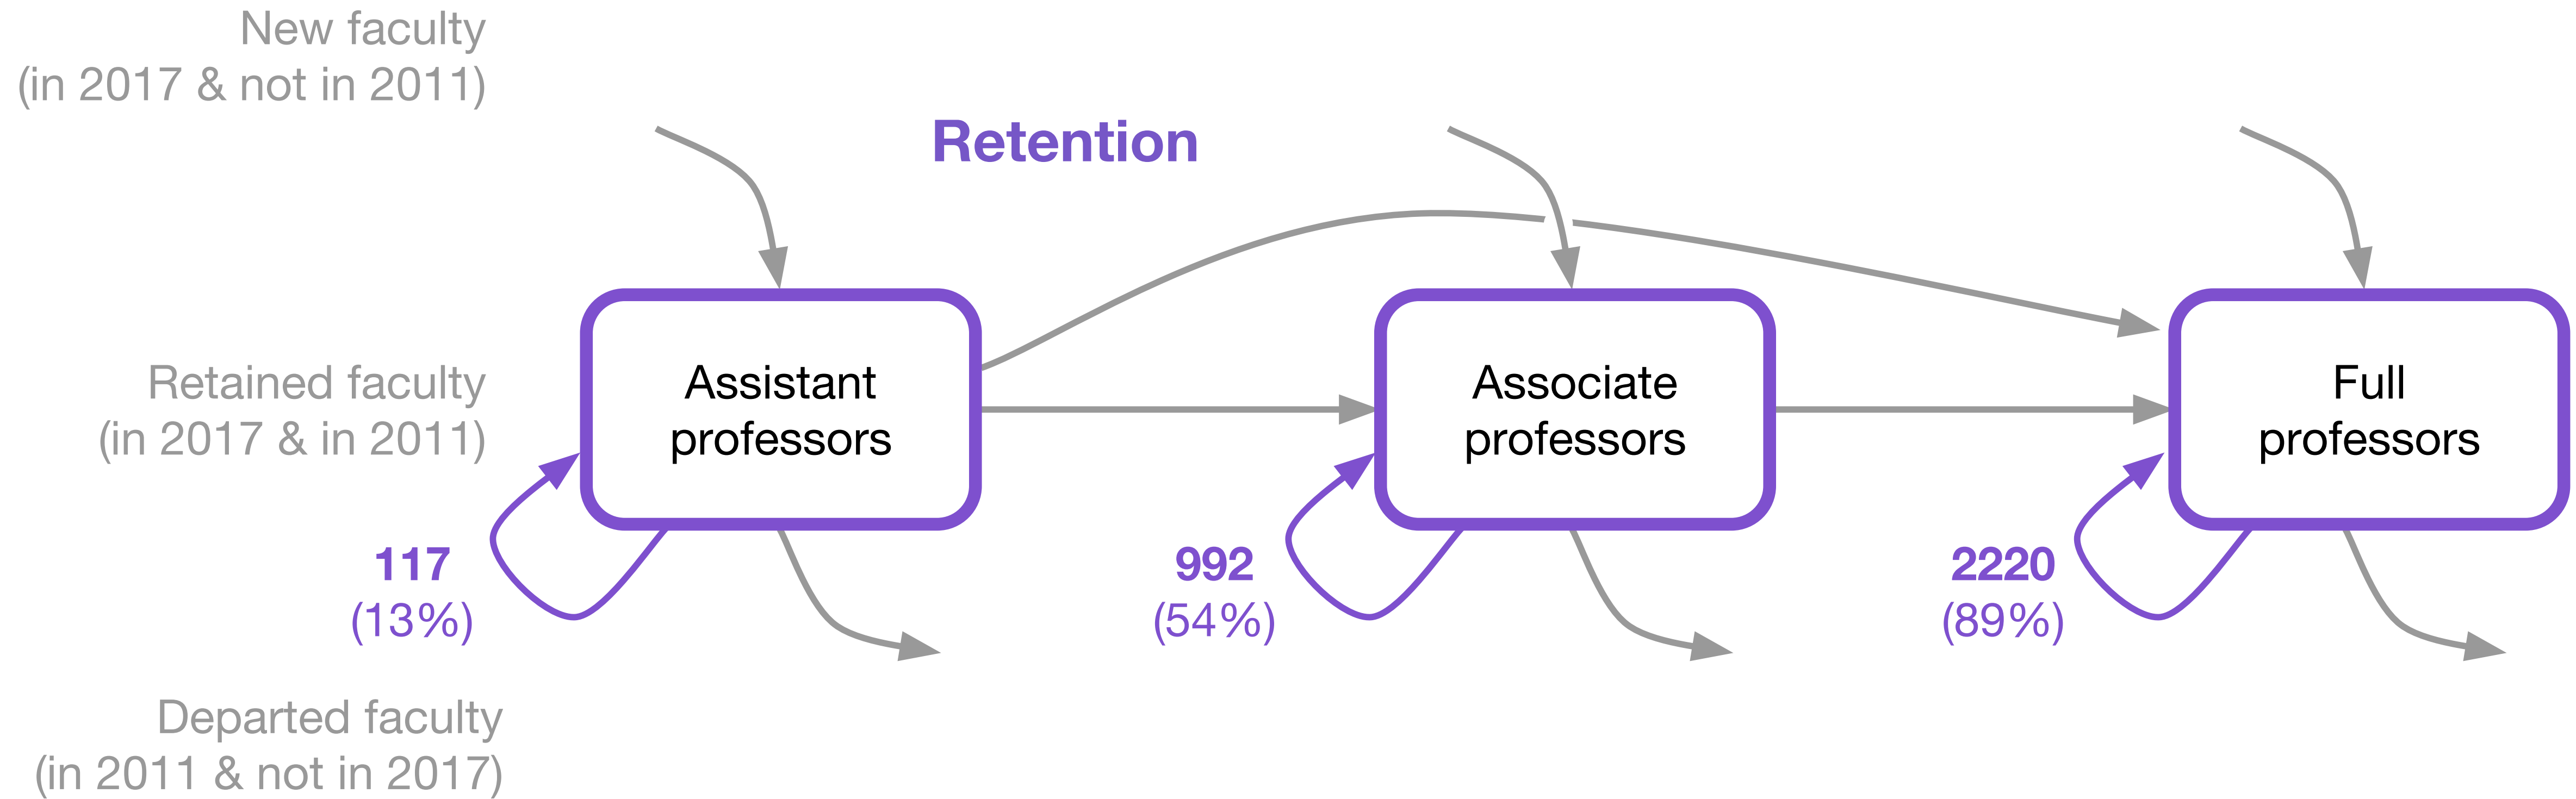 New faculty
(in 2017 & not in 2011)
Retention
Retained faculty
(in 2017 & in 2011)
Assistant
professors
Associate
professors
Full
professors
117
(13%)
992
(54%)
2220
(89%)
Departed faculty
(in 2011 & not in 2017)